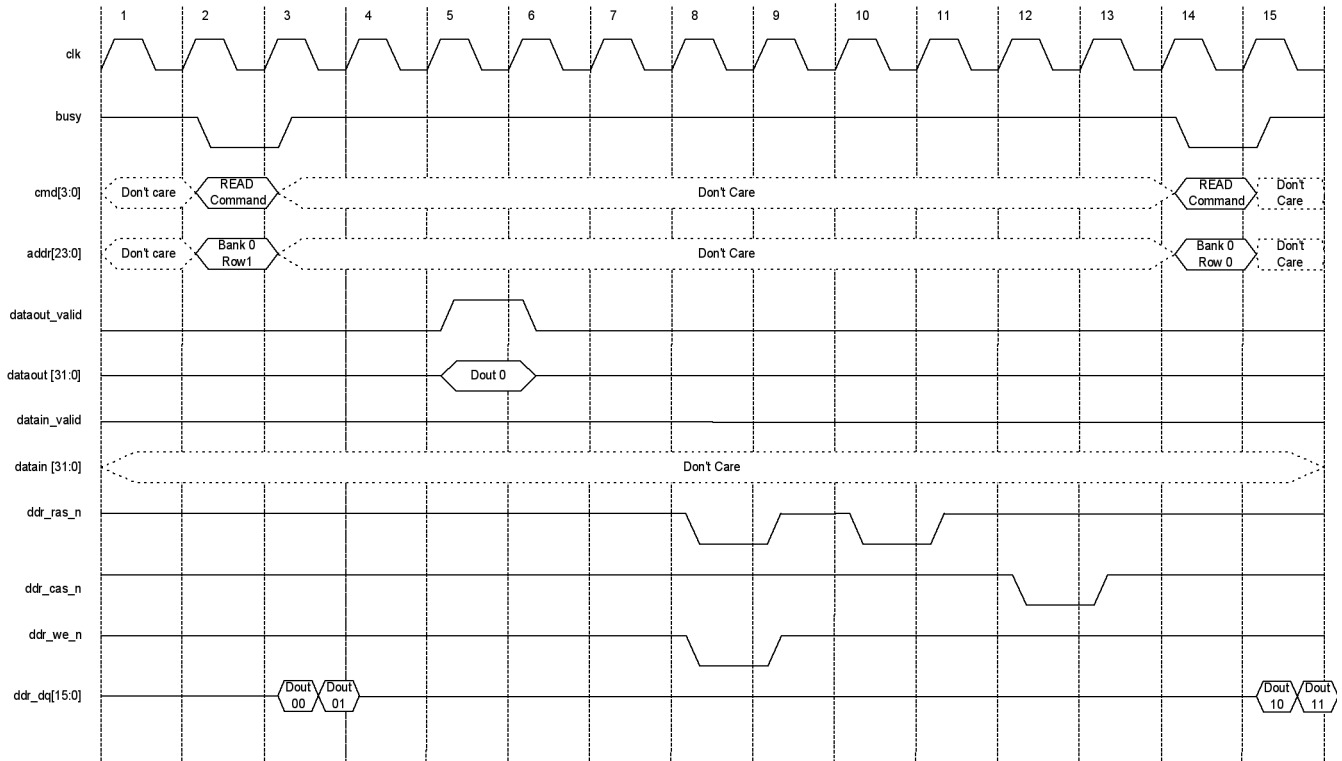 1 2 3 4 5 6 7 8 9 10 11 12 13 14 15
clk
busy
cmd[3:0] Don't care READ Don't Care READ Don't
Command Command Care
addr[23:0] Don't care Bank 0 Don't Care Bank 0 Don't
Row1 Row 0 Care
dataout_valid
dataout [31:0] Dout 0
datain_valid
datain [31:0] Don't Care
ddr_ras_n
ddr_cas_n
ddr_we_n
ddr_dq[15:0] Dout Dout Dout Dout
00 01 10 11